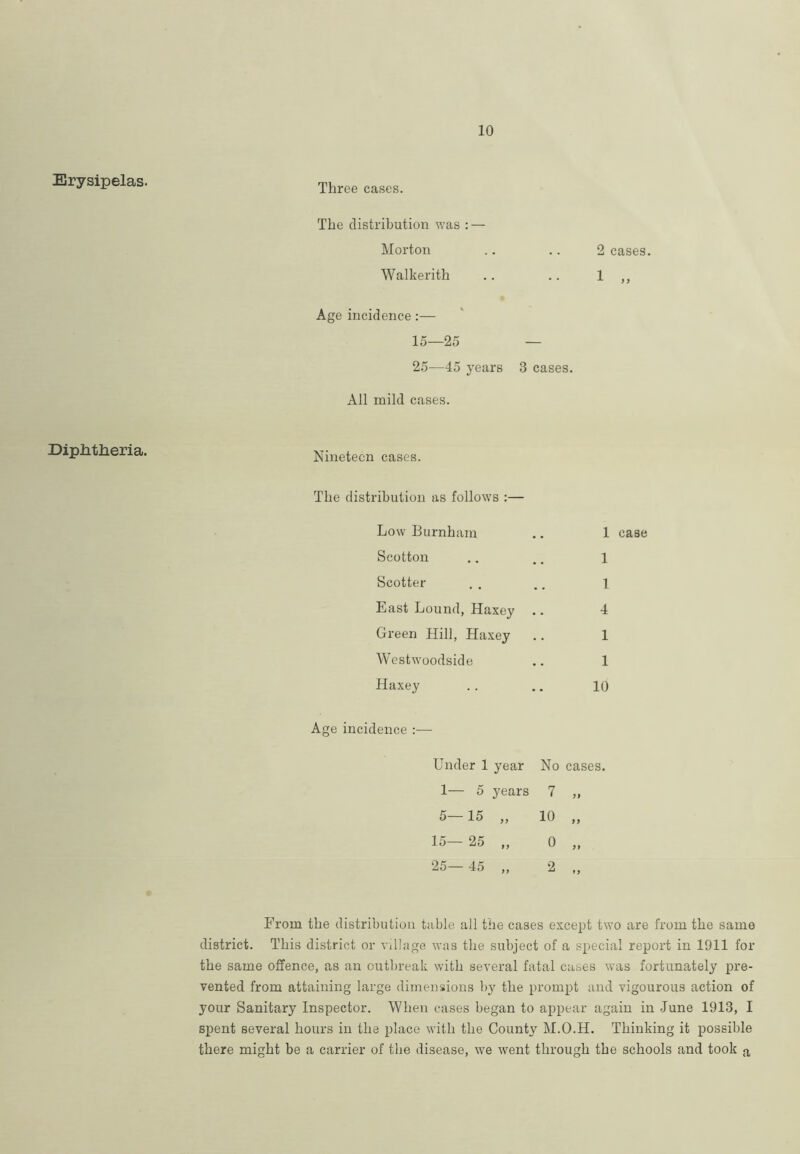 10
Erysipelas.
Three cases.
The distribution was :—
Morton .. .. 2 cases.
Walkerith .. .. 1 ,,
Age incidence :—
15—25 —
25—45 years 3 cases.
All mild cases.
Diphtheria.
Nineteen cases.
The distribution as follows :—
Low Burnham .. 1 case
Scotton .. .. 1
Scotter .. .. 1
East Lound, Haxey .. 4
Green Hill, Haxey .. 1
Westwoodside .. 1
Haxey .. .. 10
Age incidence :—
Under 1 year No cases.
1— 5 years 7 ,,
5—15 ,, 10 ,,
15—25 ,, 0 ,,
25—45 ,, 2 ,,
From the distribution table all the cases except two are from the same
district. This district or village was the subject of a special report in 1911 for
the same offence, as an outbreak with several fatal cases was fortunately pre-
vented from attaining large dimensions by the prompt and vigourous action of
your Sanitary Inspector. When cases began to appear again in June 1913, I
spent several hours in the place with the County M.O.H. Thinking it possible
there might be a carrier of the disease, we went through the schools and took a